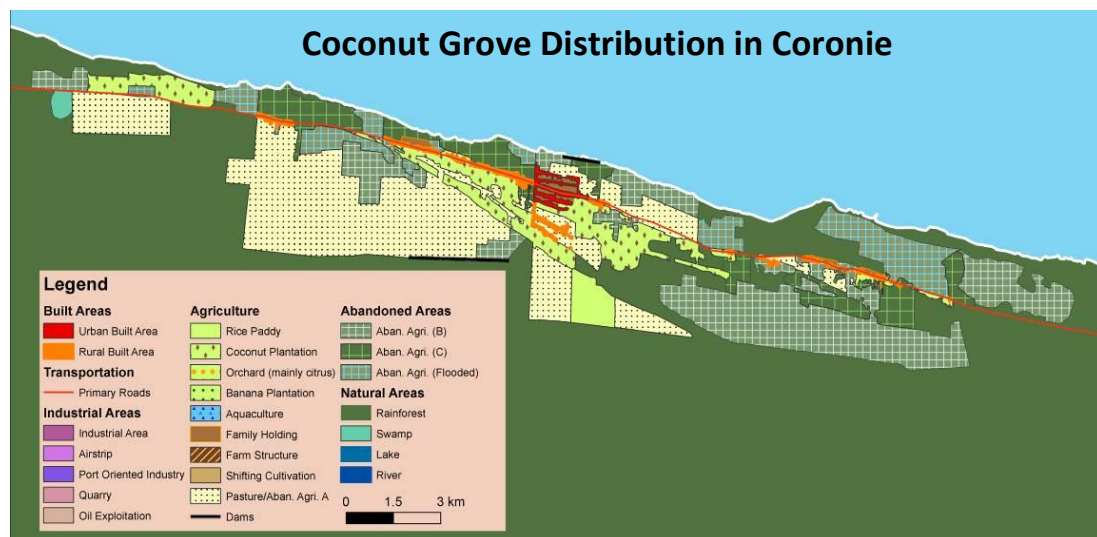 Coconut Grove Distribution in Coronie
Legend
Built Areas
Urban Built Area
Rural Built Area
Transportation
Primary Roads
Industrial Areas
Industrial Area
Airstrip
Port Oriented Industry
Quarry
Oil Exploitation
Agriculture
Rice Paddy
Coconut Plantation
Orchard (mainly citrus)
Banana Plantation
Aquaculture
Family Holding
Farm Structure
Shifting Cultivation
Pasture/Aban. Agri. A
Dams
Abandoned Areas
Aban. Agri. (B)
Aban. Agri. (C)
Aban. Agri. (Flooded)
Natural Areas
Rainforest
Swamp
Lake
River
0 1.5 3 km